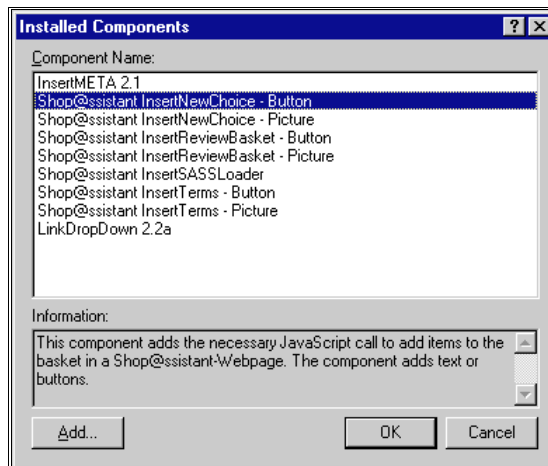 Installed Components
Component Name:
InsertMETA 2.1
Shop@ssistant InsertNewChoice - Button
Shop@ssistant InsertNewChoice - Picture
Shop@ssistant InsertReviewBasket - Button
Shop@ssistant InsertReviewBasket - Picture
Shop@ssistant InsertSASSLoader
Shop@ssistant InsertTerms - Button
Shop@ssistant InsertTerms - Picture
LinkDropDown 2.2a
Information:
This component adds the necessary JavaScript call to add items to the
basket in a Shop@ssistant-Webpage. The component adds text or
buttons.
Add... OK Cancel